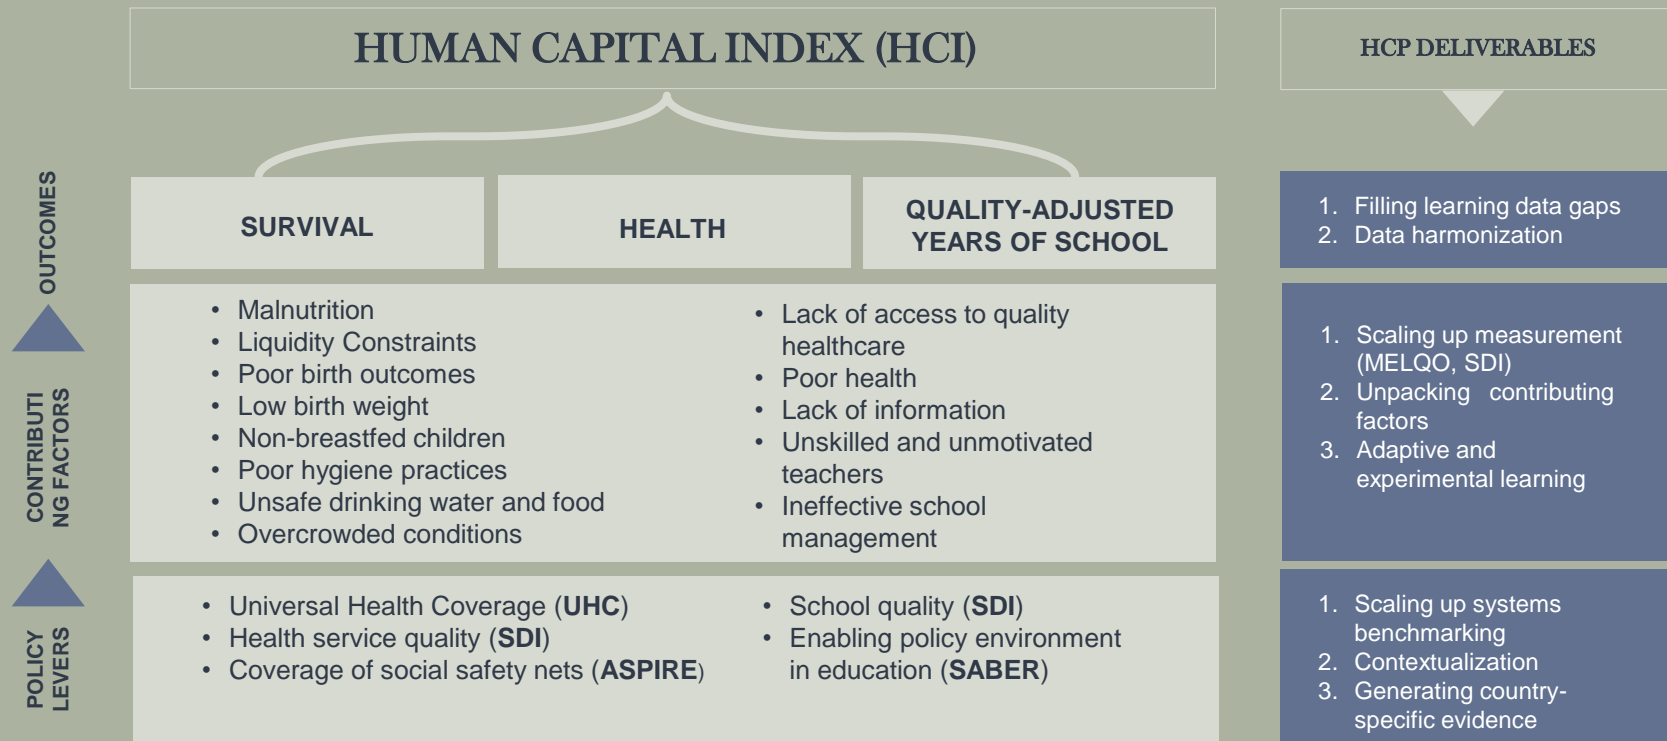 HUMAN CAPITAL INDEX (HCI)
HCP DELIVERABLES
OUTCOMES
SURVIVAL
HEALTH
QUALITY-ADJUSTED
YEARS OF SCHOOL
1. Filling learning data gaps
2. Data harmonization
CONTRIBUTI
NG FACTORS
• Malnutrition
• Liquidity Constraints
• Poor birth outcomes
• Low birth weight
• Non-breastfed children
• Poor hygiene practices
• Unsafe drinking water and food
• Overcrowded conditions
• Lack of access to quality
healthcare
• Poor health
• Lack of information
• Unskilled and unmotivated
teachers
• Ineffective school
management
1. Scaling up measurement
(MELQO, SDI)
2. Unpacking contributing
factors
3. Adaptive and
experimental learning
POLICY
LEVERS
• Universal Health Coverage (UHC)
• Health service quality (SDI)
• Coverage of social safety nets (ASPIRE)
• School quality (SDI)
• Enabling policy environment
in education (SABER)
1. Scaling up systems
benchmarking
2. Contextualization
3. Generating country-
specific evidence